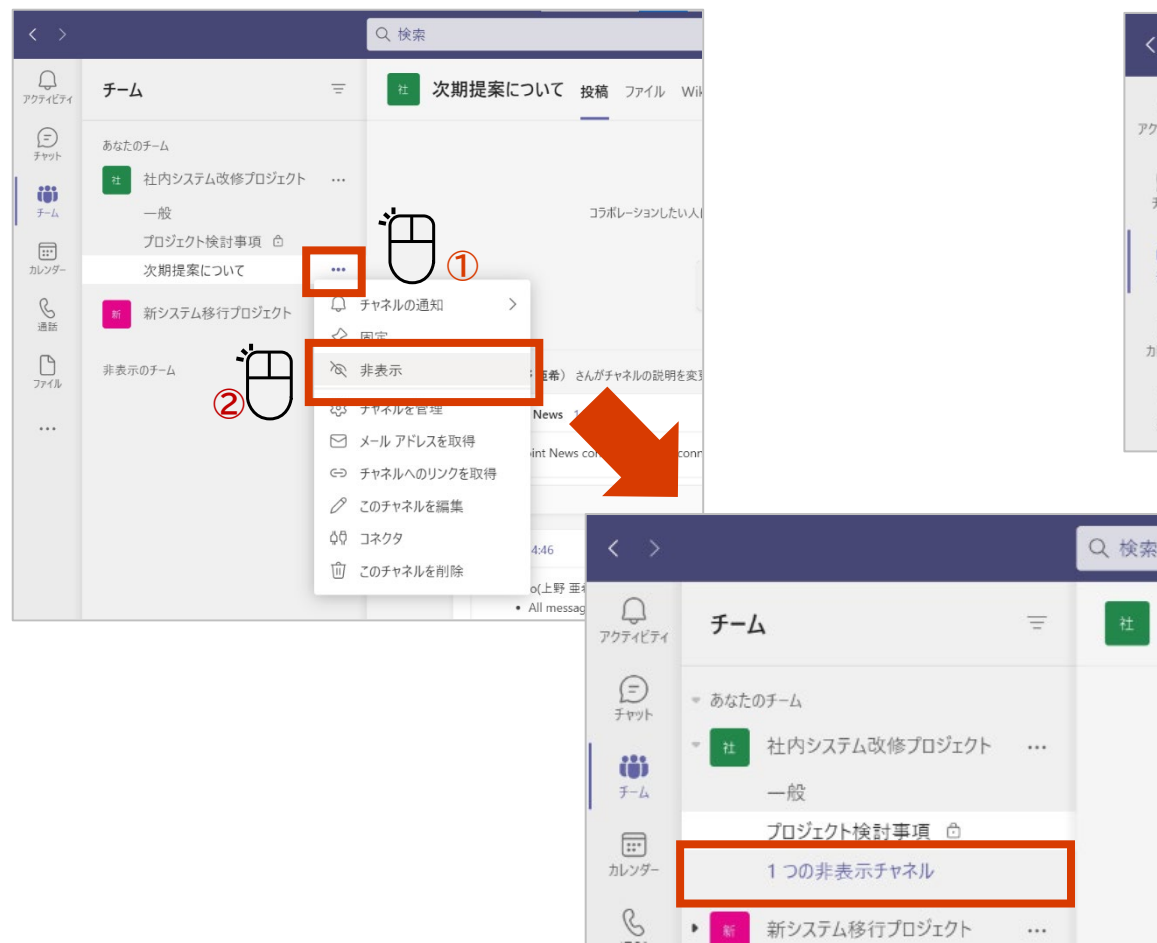 検索
アクティビティ
チーム
社
次期提案について
投稿
ファイル
チャット
あなたのチーム
社
社内システム改修プロジェクト
...
チーム
一般
プロジェクト検討事項
次期提案について
...
①
カレンダー
コラボレーションしたい人
チャネルの通知
通話
新
新システム移行プロジェクト
固定
非表示
②
非表示のチーム
さんがチャネルの説明を変
ファイル
...
チャネルを管理
News
メール アドレスを取得
チャネルへのリンクを取得
このチャネルを編集
コネクタ
4:46
このチャネルを削除
o(上野 亜
• All messag
検索
アクティビティ
チーム
社
チャット
あなたのチーム
社
社内システム改修プロジェクト
...
チーム
一般
プロジェクト検討事項
カレンダー
1 つの非表示チャネル
新
新システム移行プロジェクト
...